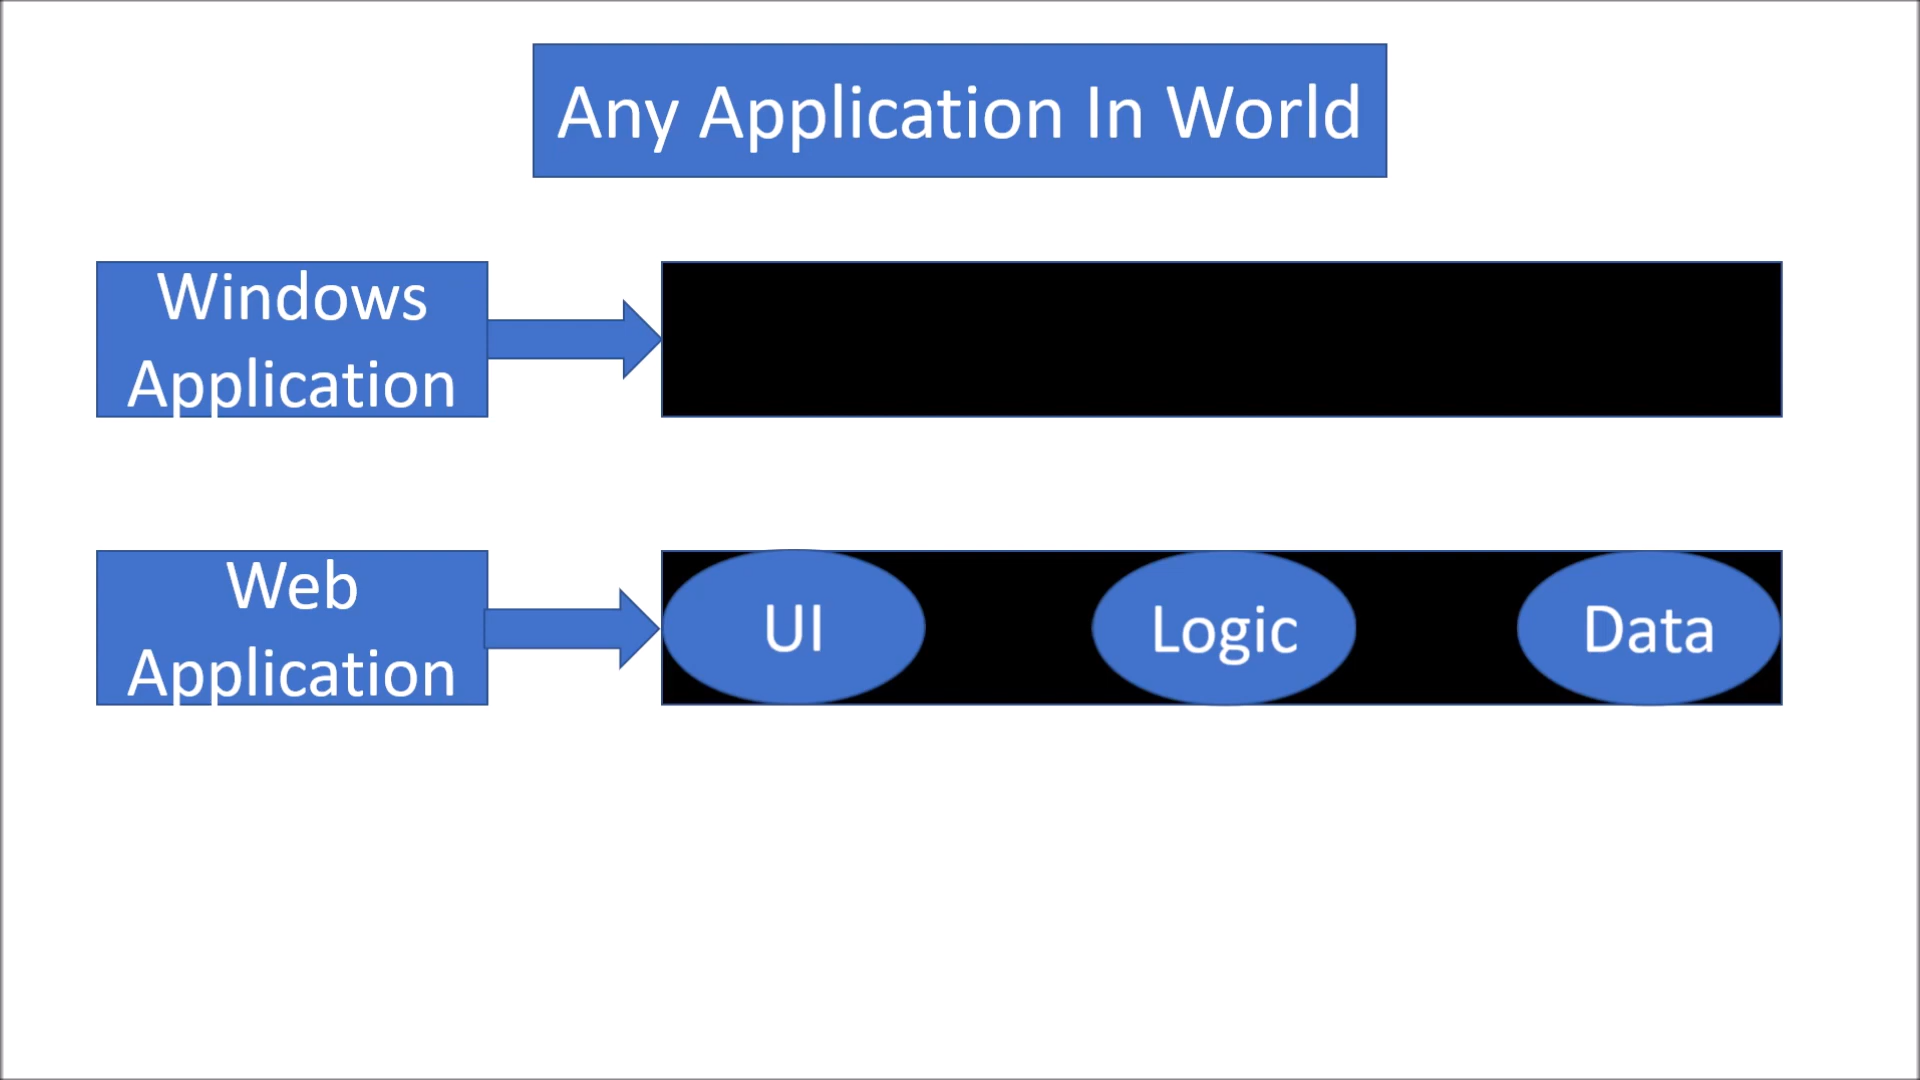 Any Application In World
Windows
Application
Web
Application
UI
Logic
Data